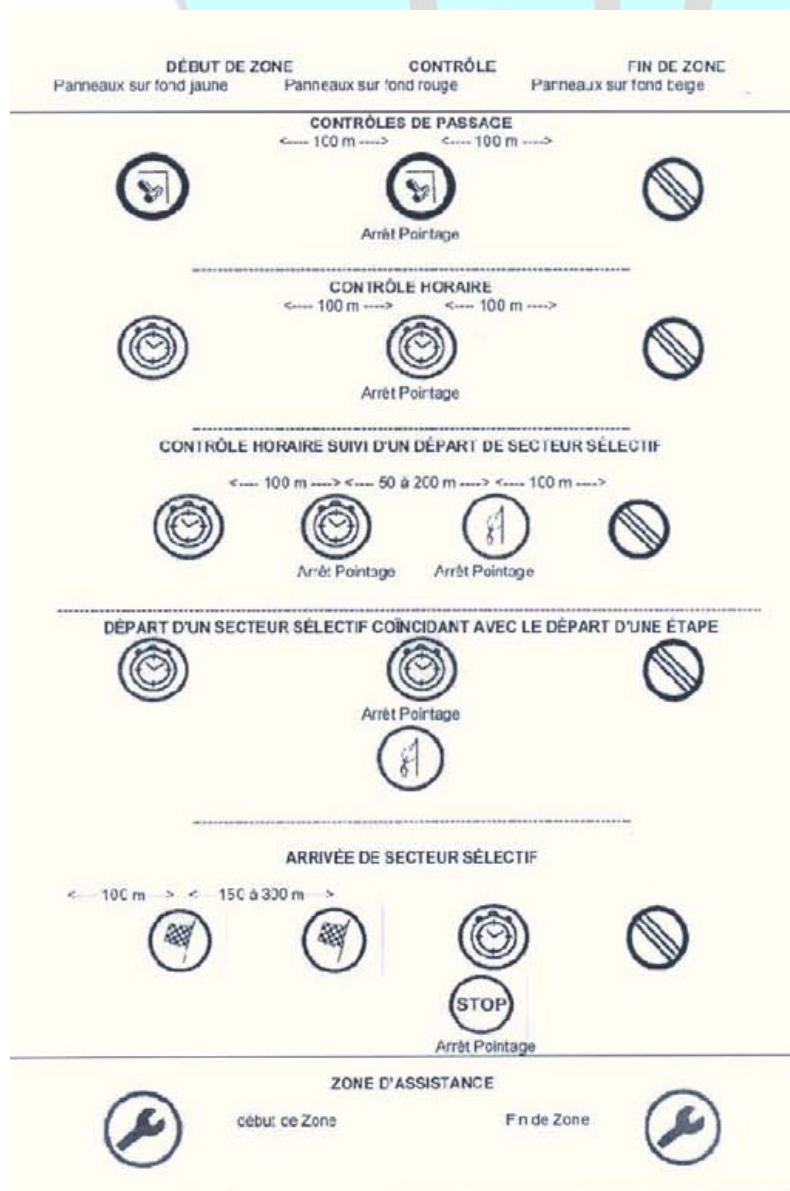 DÉBUT DE ZONE CONTRÔLE FIN DE ZONE
Panneaux sur fond jaune Panneaux sur fond rouge Panneaux sur fond beige
CONTRÔLES DE PASSAGE
<---- 100 m ----> <---- 100 m ---->
Arrêt Pointage
CONTRÔLE HORAIRE
<---- 100 m ----> <---- 100 m ---->
Arrêt Pointage
CONTRÔLE HORAIRE SUIVI D'UN DÉPART DE SECTEUR SÉLECTIF
<---- 100 m ----> <---- 50 à 200 m ----> <---- 100 m ---->
Arrêt Pointage Arrêt Pointage
DÉPART D'UN SECTEUR SÉLECTIF COÏNCIDANT AVEC LE DÉPART D'UNE ÉTAPE
Arrêt Pointage
ARRIVÉE DE SECTEUR SÉLECTIF
<---- 100 m ----> <---- 150 à 300 m ---->
STOP
Arrêt Pointage
ZONE D'ASSISTANCE
début de Zone Fin de Zone